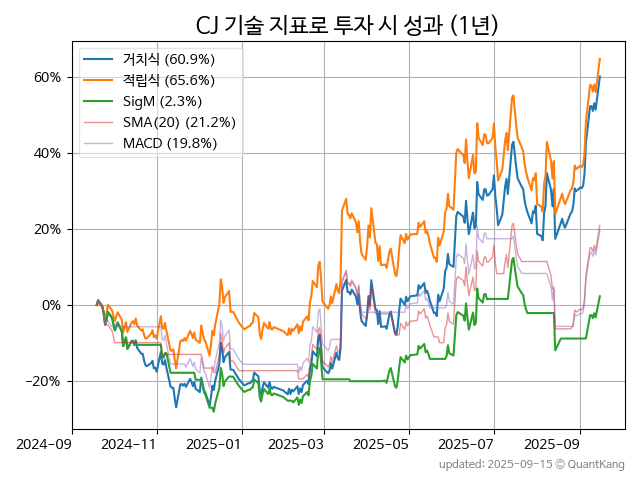 CJ 기술 지표로 투자 시 성과 (1년)
거치식 (60.9%)
적립식 (65.6%)
SigM (2.3%)
SMA(20) (21.2%)
MACD (19.8%)
60%
40%
20%
0%
−20%
2024-09 2024-11 2025-01 2025-03 2025-05 2025-07 2025-09
updated: 2025-09-15 © QuantKang